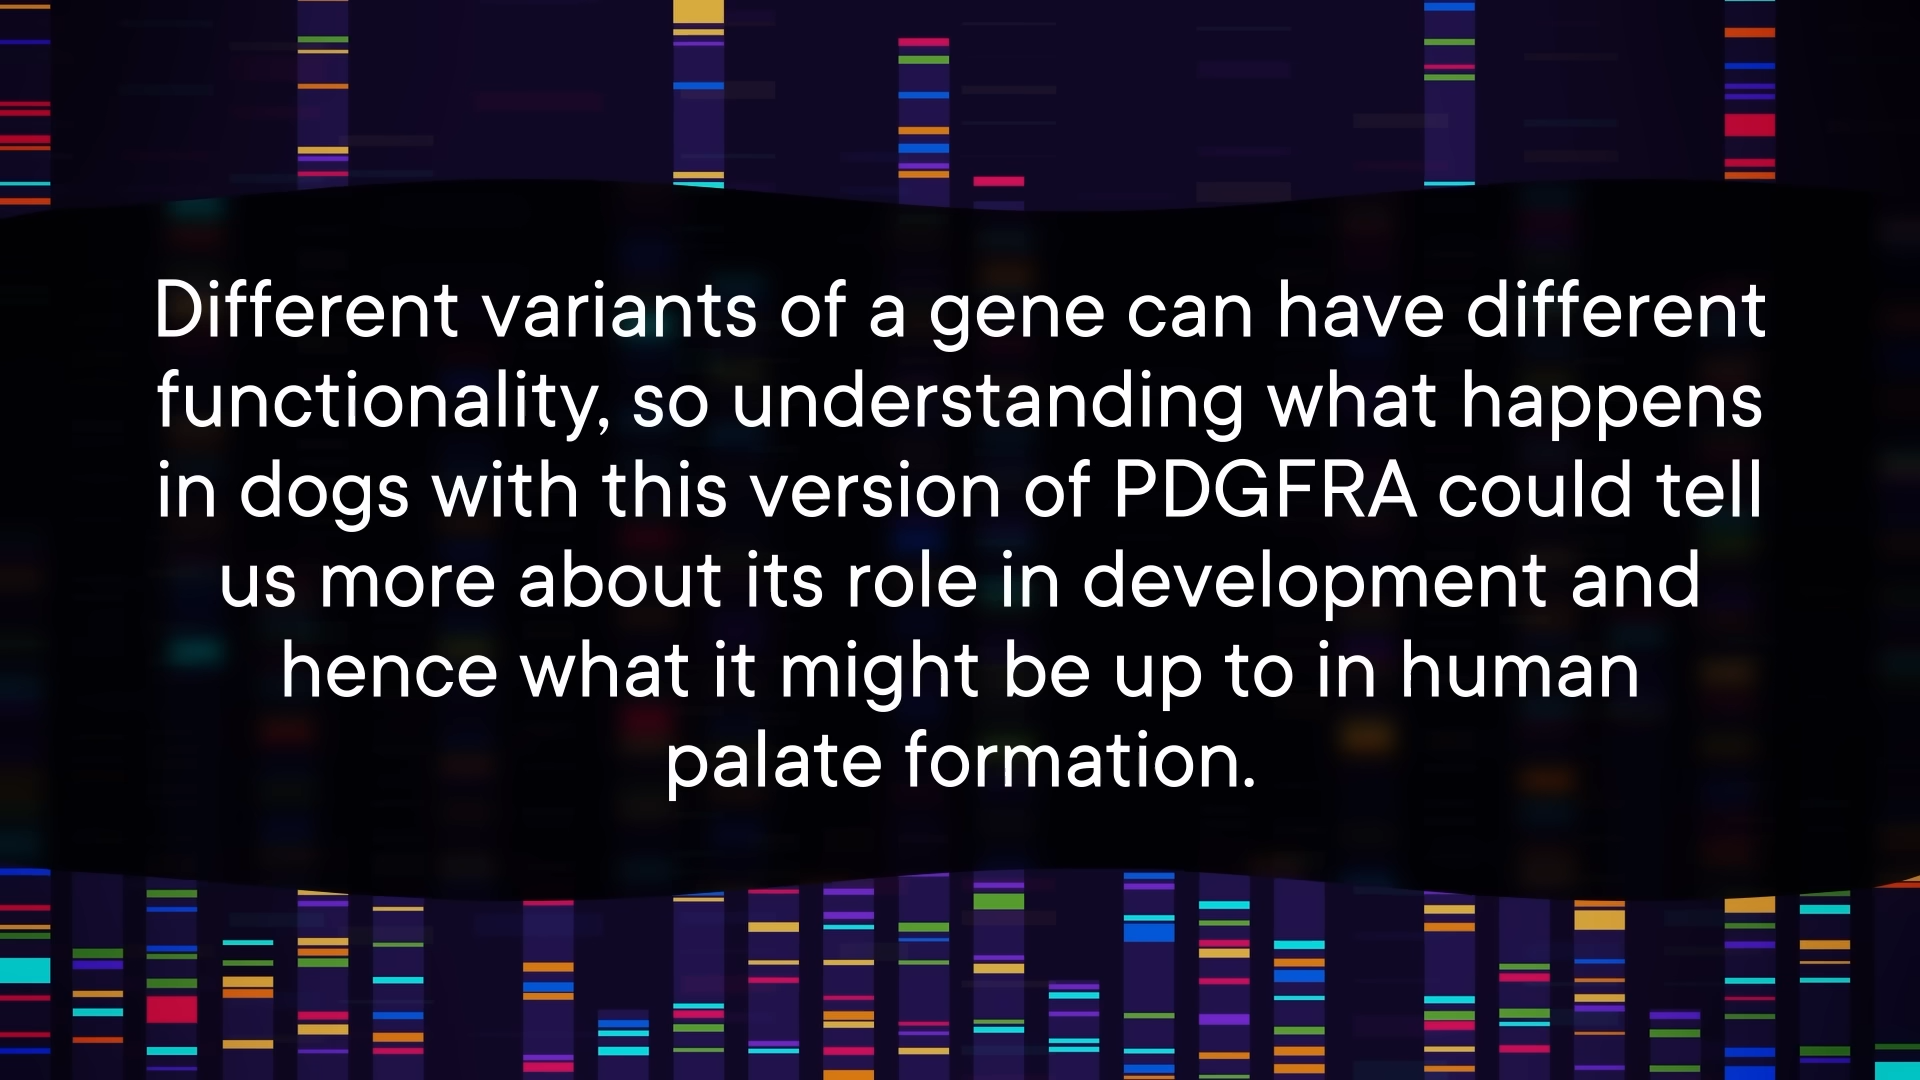 Different variants of a gene can have different
functionality, so understanding what happens
in dogs with this version of PDGFRA could tell
us more about its role in development and
hence what it might be up to in human
palate formation.